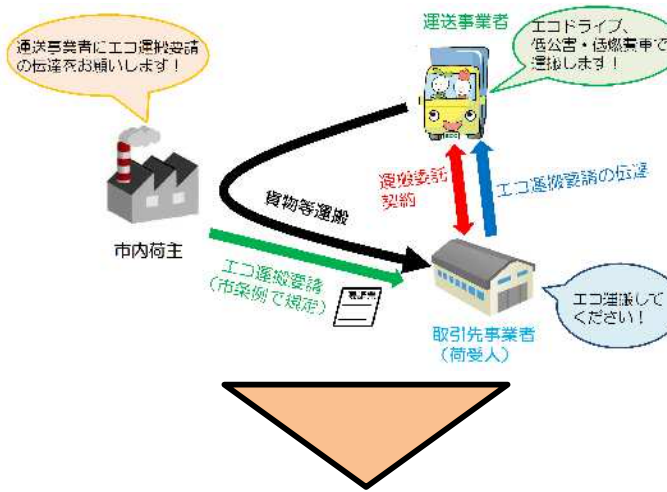 運送事業者にエコ運搬要請
の伝達をお願いします！
運送事業者
エコドライブ、
低公害・低燃費車で
運搬します！
市内荷主
貨物等運搬
運搬委託
契約
エコ運搬要請の伝達
エコ運搬要請
（市条例で規定）
取引先事業者
（荷受人）
エコ運搬して
ください！